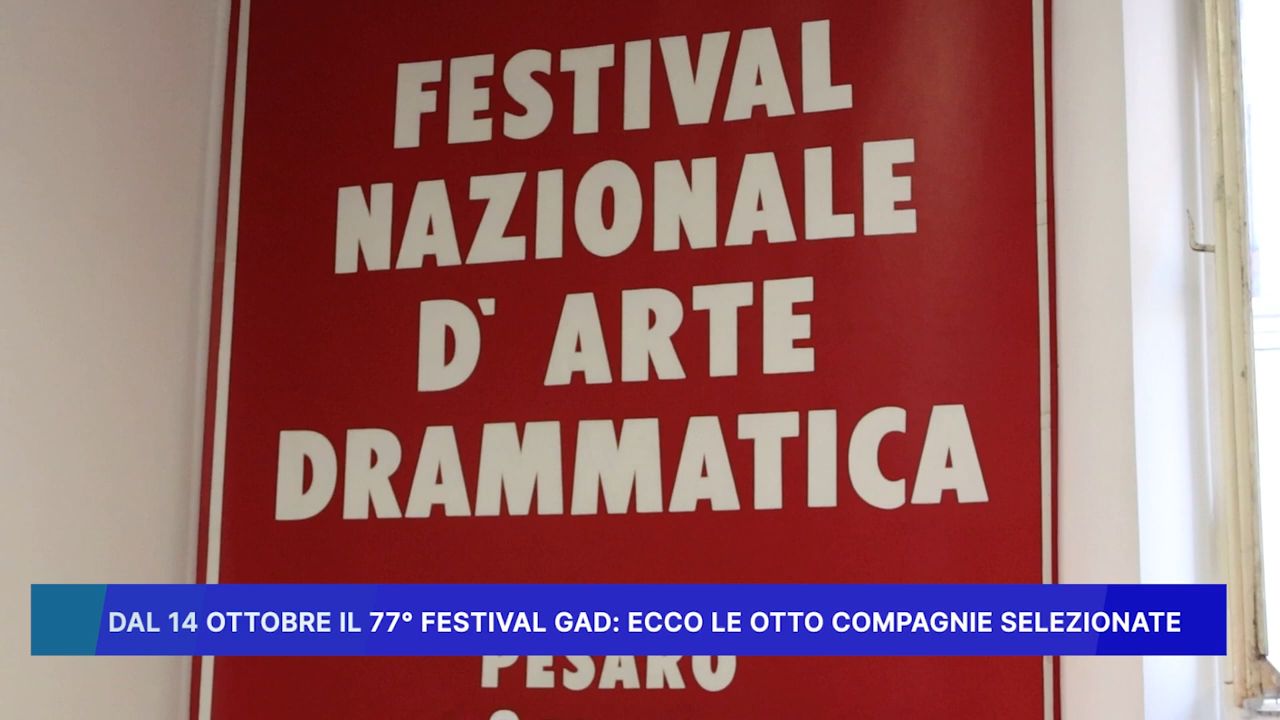 FESTIVAL
NAZIONALE
D' ARTE
DRAMMATICA
DAL 14 OTTOBRE IL 77° FESTIVAL GAD: ECCO LE OTTO COMPAGNIE SELEZIONATE
PESARO